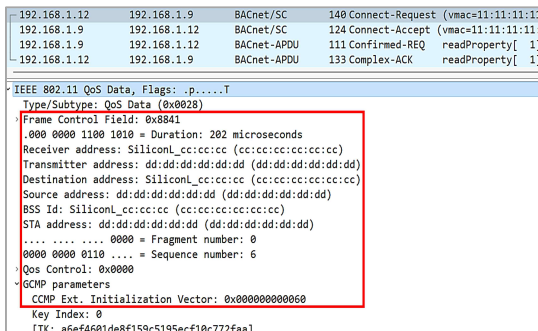 192.168.1.12 192.168.1.9 BACnet/SC 140 Connect-Request (vmac=11:11:11:1
192.168.1.9 192.168.1.12 BACnet/SC 124 Connect-Accept (vmac=11:11:11:1
192.168.1.9 192.168.1.12 BACnet-APDU 111 Confirmed-REQ readProperty[ 1]
192.168.1.12 192.168.1.9 BACnet-APDU 133 Complex-ACK readProperty[ 1]
IEEE 802.11 QoS Data, Flags: .p.....T
Type/Subtype: QoS Data (0x0028)
Frame Control Field: 0x8841
.000 0000 1100 1010 = Duration: 202 microseconds
Receiver address: SiliconL_cc:cc:cc (cc:cc:cc:cc:cc:cc)
Transmitter address: dd:dd:dd:dd:dd:dd (dd:dd:dd:dd:dd:dd)
Destination address: SiliconL_cc:cc:cc (cc:cc:cc:cc:cc:cc)
Source address: dd:dd:dd:dd:dd:dd (dd:dd:dd:dd:dd:dd)
BSS Id: SiliconL_cc:cc:cc (cc:cc:cc:cc:cc:cc)
STA address: dd:dd:dd:dd:dd:dd (dd:dd:dd:dd:dd:dd)
.... .... .... 0000 = Fragment number: 0
0000 0000 0110 .... = Sequence number: 6
Qos Control: 0x0000
GCMP parameters
CCMP Ext. Initialization Vector: 0x000000000060
Key Index: 0
[TK: a6ef4601de8f159c5195ecf10c772faa]